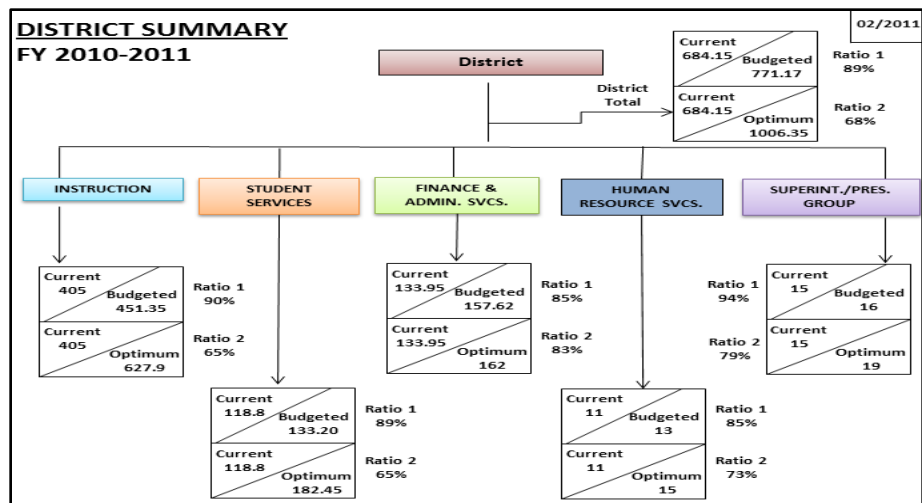 DISTRICT SUMMARY
FY 2010-2011
02/2011
District
District
Total
Current
684.15
Budgeted
771.17
Ratio 1
89%
Current
684.15
Optimum
1006.35
Ratio 2
68%
INSTRUCTION
STUDENT
SERVICES
FINANCE &
ADMIN. SVCS.
HUMAN
RESOURCE SVCS.
SUPERINT./PRES.
GROUP
Current
405
Budgeted
451.35
Ratio 1
90%
Current
405
Optimum
627.9
Ratio 2
65%
Current
118.8
Budgeted
133.20
Ratio 1
89%
Current
118.8
Optimum
182.45
Ratio 2
65%
Current
133.95
Budgeted
157.62
Ratio 1
85%
Current
133.95
Optimum
162
Ratio 2
83%
Current
11
Budgeted
13
Ratio 1
85%
Current
11
Optimum
15
Ratio 2
73%
Ratio 1
94%
Current
15
Budgeted
16
Ratio 2
79%
Current
15
Optimum
19